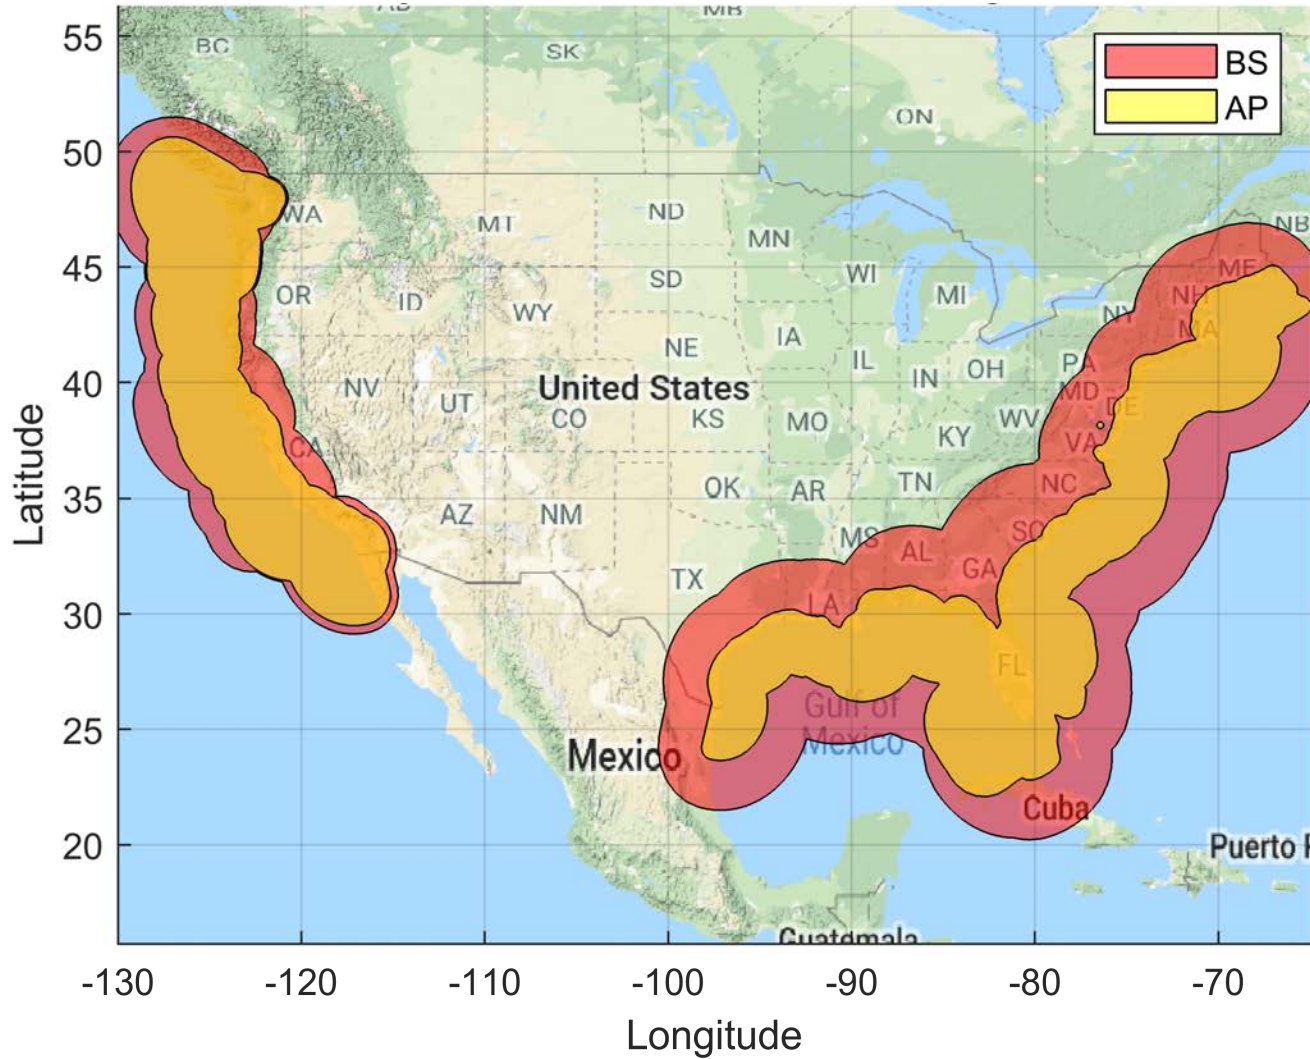 MB
55
BC
SK
BS
AP
ON
50
WA
MT
ND
MN
NB
45
OR
ID
SD
WI
MI
ME
NH
WY
NY
MA
IA
NE
IL
IN
OH
PA
40
NV
UT
United States
CO
KS
MO
WV
MD
DE
KY
VA
CA
35
AZ
NM
OK
AR
TN
NC
SC
MS
AL
GA
TX
LA
30
FL
Gulf of
Mexico
25
Mexico
Cuba
20
Puerto
Guatemala
-130
-120
-110
-100
-90
-80
-70
Longitude
Latitude